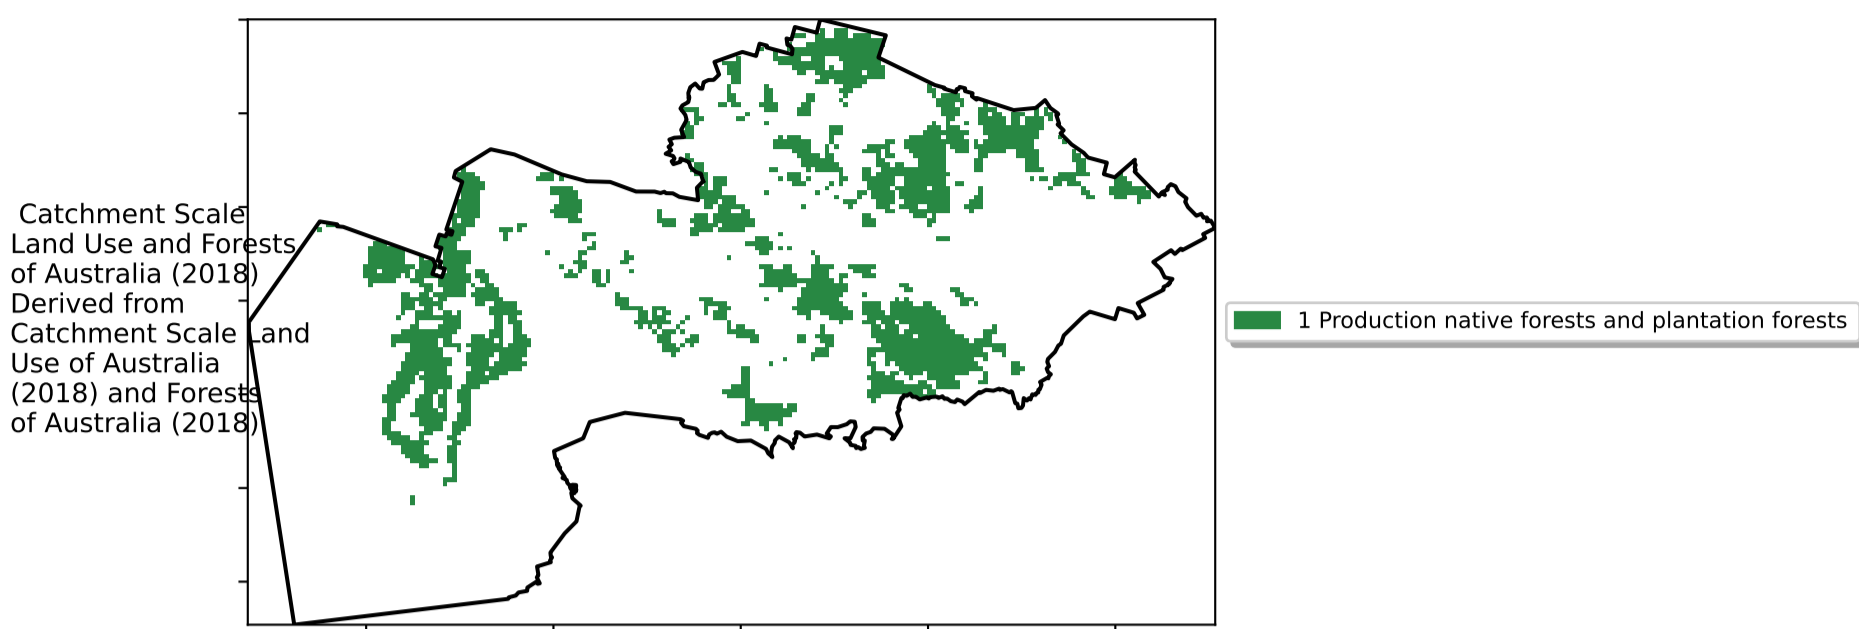 Catchment Scale
Land Use and Forests
of Australia (2018)
Derived from
Catchment Scale Land
Use of Australia
(2018) and Forests
of Australia (2018)
1 Production native forests and plantation forests